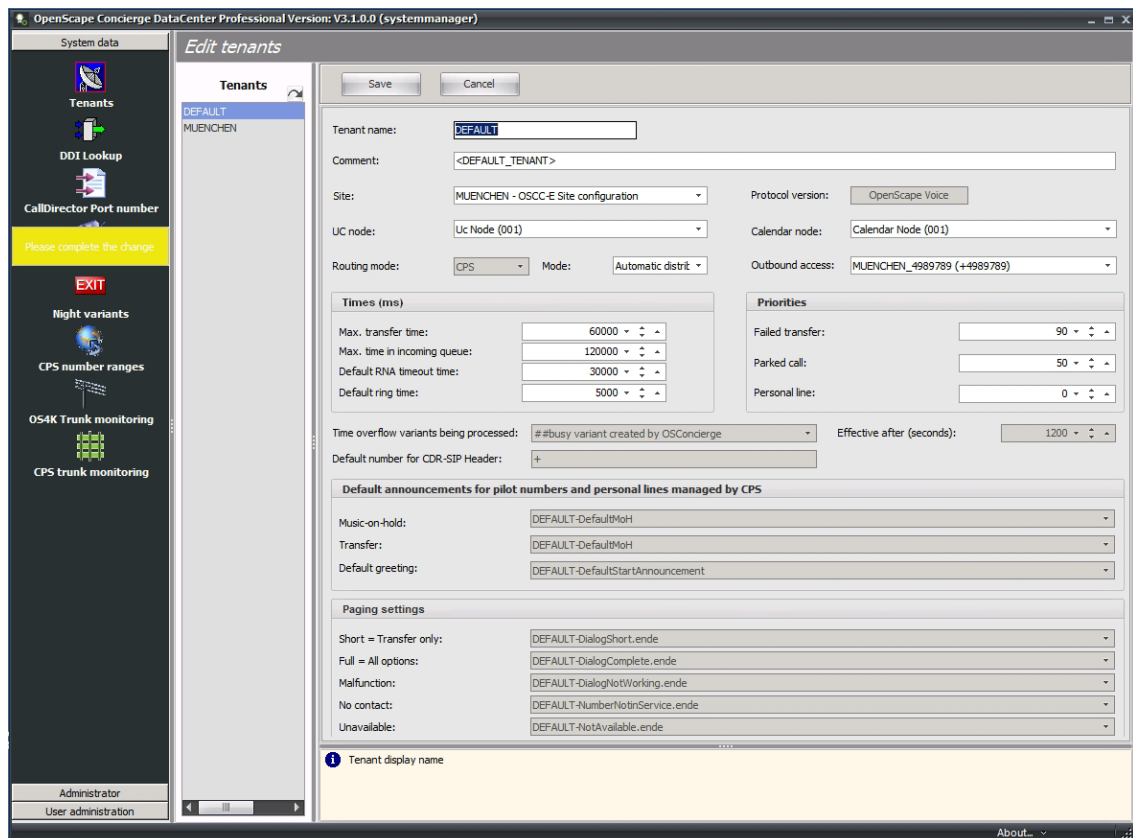 OpenScape Concierge DataCenter Professional Version: V3.1.0.0 (systemmanager)
System data
Tenants
DDI Lookup
CallDirector Port number
Please complete the change
EXIT
Night variants
CPS number ranges
OS4K Trunk monitoring
CPS trunk monitoring
Administrator
User administration
Edit tenants
Tenants
DEFAULT
MUENCHEN
Save Cancel
Tenant name: DEFAULT
Comment: <DEFAULT_TENANT>
Site: MUENCHEN - OSCC-E Site configuration Protocol version: OpenScape Voice
UC node: Uc Node (001) Calendar node: Calendar Node (001)
Routing mode: CPS Mode: Automatic distrib Outbound access: MUENCHEN_4989789 (+4989789)
Times (ms) Priorities
Max. transfer time: 60000 Failed transfer: 90
Max. time in incoming queue: 120000 Parked call: 50
Default RNA timeout time: 30000 Personal line: 0
Default ring time: 5000
Time overflow variants being processed: ##busy variant created by OSConcierge Effective after (seconds): 1200
Default number for CDR-SIP Header: +
Default announcements for pilot numbers and personal lines managed by CPS
Music-on-hold: DEFAULT-DefaultMoH
Transfer: DEFAULT-DefaultMoH
Default greeting: DEFAULT-DefaultStartAnnouncement
Paging settings
Short = Transfer only: DEFAULT-DialogShort.ende
Full = All options: DEFAULT-DialogComplete.ende
Malfunction: DEFAULT-DialogNotWorking.ende
No contact: DEFAULT-NumberNotinService.ende
Unavailable: DEFAULT-NotAvailable.ende
Tenant display name
About...